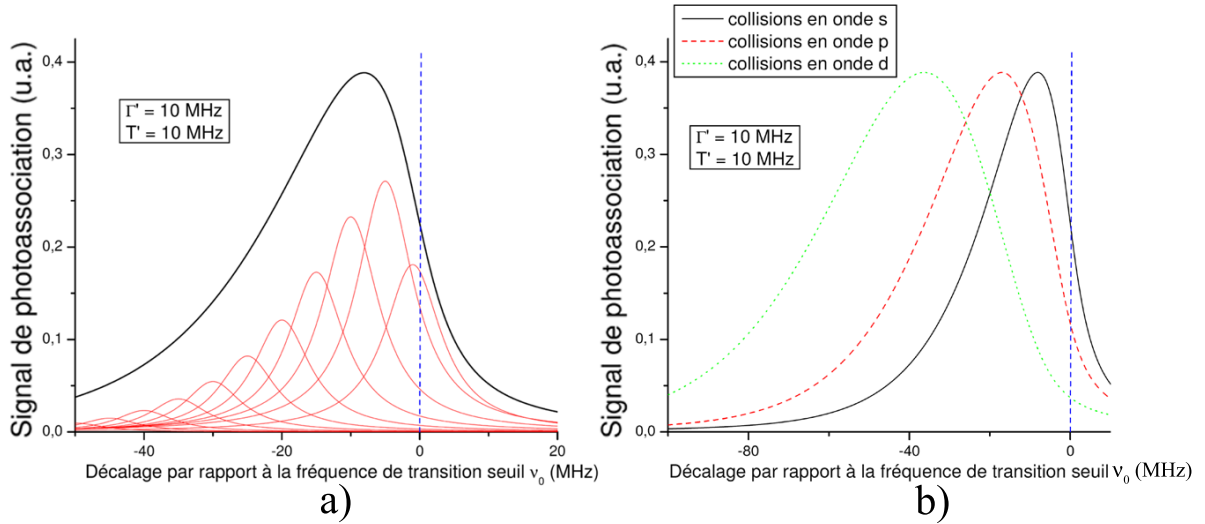 Signal de photoassociation (u.a.)
0,4
0,3
0,2
0,1
0,0
Γ' = 10 MHz
T' = 10 MHz
-40
-20
0
20
Décalage par rapport à la fréquence de transition seuil ν0 (MHz)
a)
collisions en onde s
collisions en onde p
collisions en onde d
Signal de photoassociation (u.a.)
0,4
0,3
0,2
0,1
0,0
Γ' = 10 MHz
T' = 10 MHz
-80
-40
0
Décalage par rapport à la fréquence de transition seuil ν0 (MHz)
b)